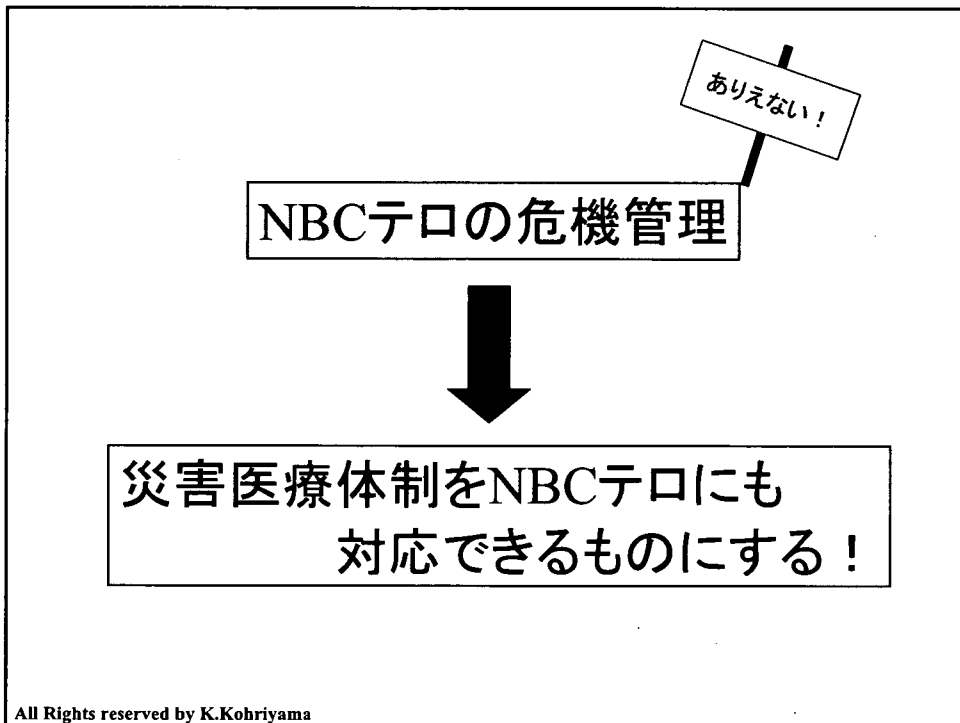 ありえない！
NBCテロの危機管理
災害医療体制をNBCテロにも
対応できるものにする！
All Rights reserved by K.Kohriyama